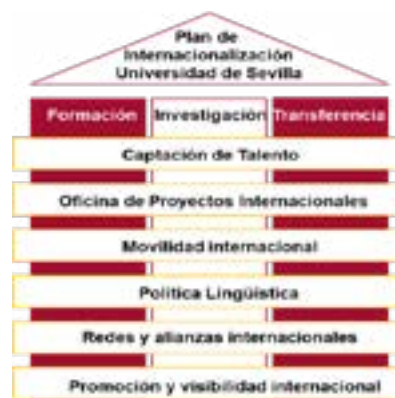 Plan de
Internacionalización
Universidad de Sevilla
Formación Investigación Transferencia
Captación de Talento
Oficina de Proyectos Internacionales
Movilidad internacional
Política Lingüística
Redes y alianzas internacionales
Promoción y visibilidad internacional